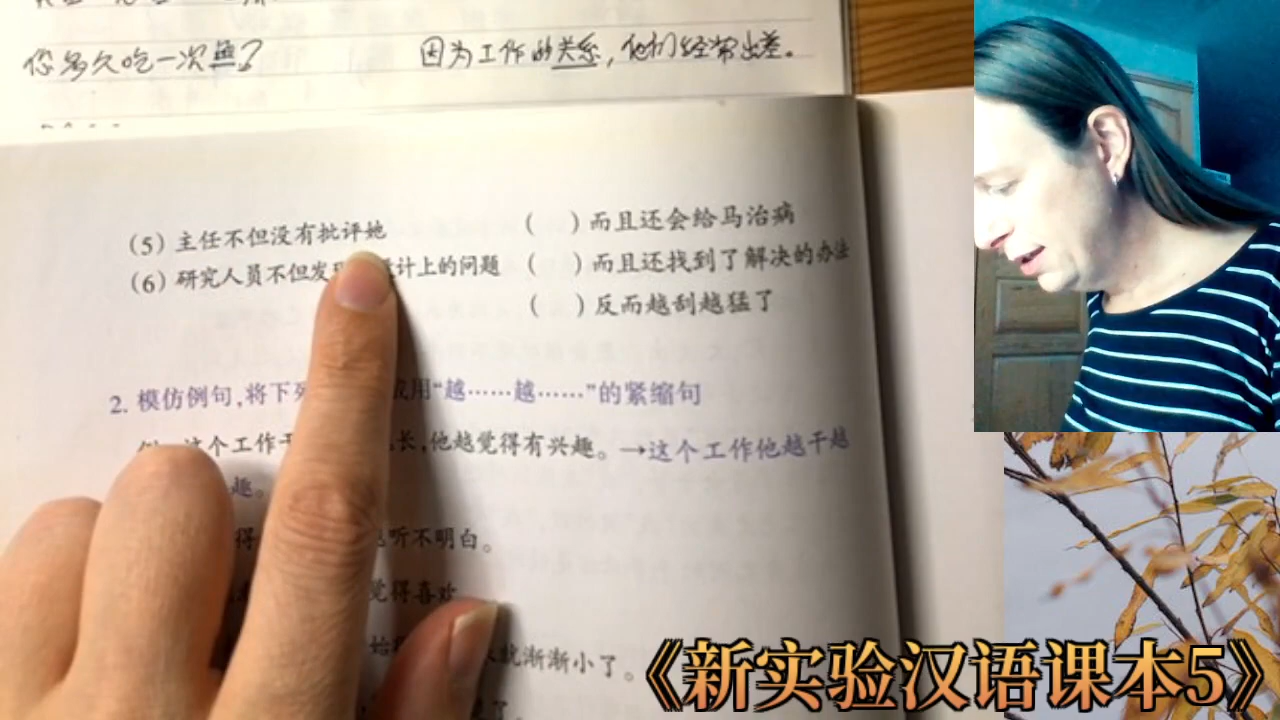 您多久吃一次鱼？ 因为工作的关系，他们经常出差。
（5）主任不但没有批评她 （ ）而且还会给马治病
（6）研究人员不但发现 计上的问题 （ ）而且还找到了解决的办法
（ ）反而越刮越猛了
2. 模仿例句，将下列 或用“越……越……”的紧缩句
这个工作干 长，他越觉得有兴趣。→这个工作他越干越
趣。
得 听不明白。
觉得喜欢
始 就渐渐小了。
《新实验汉语课本5》